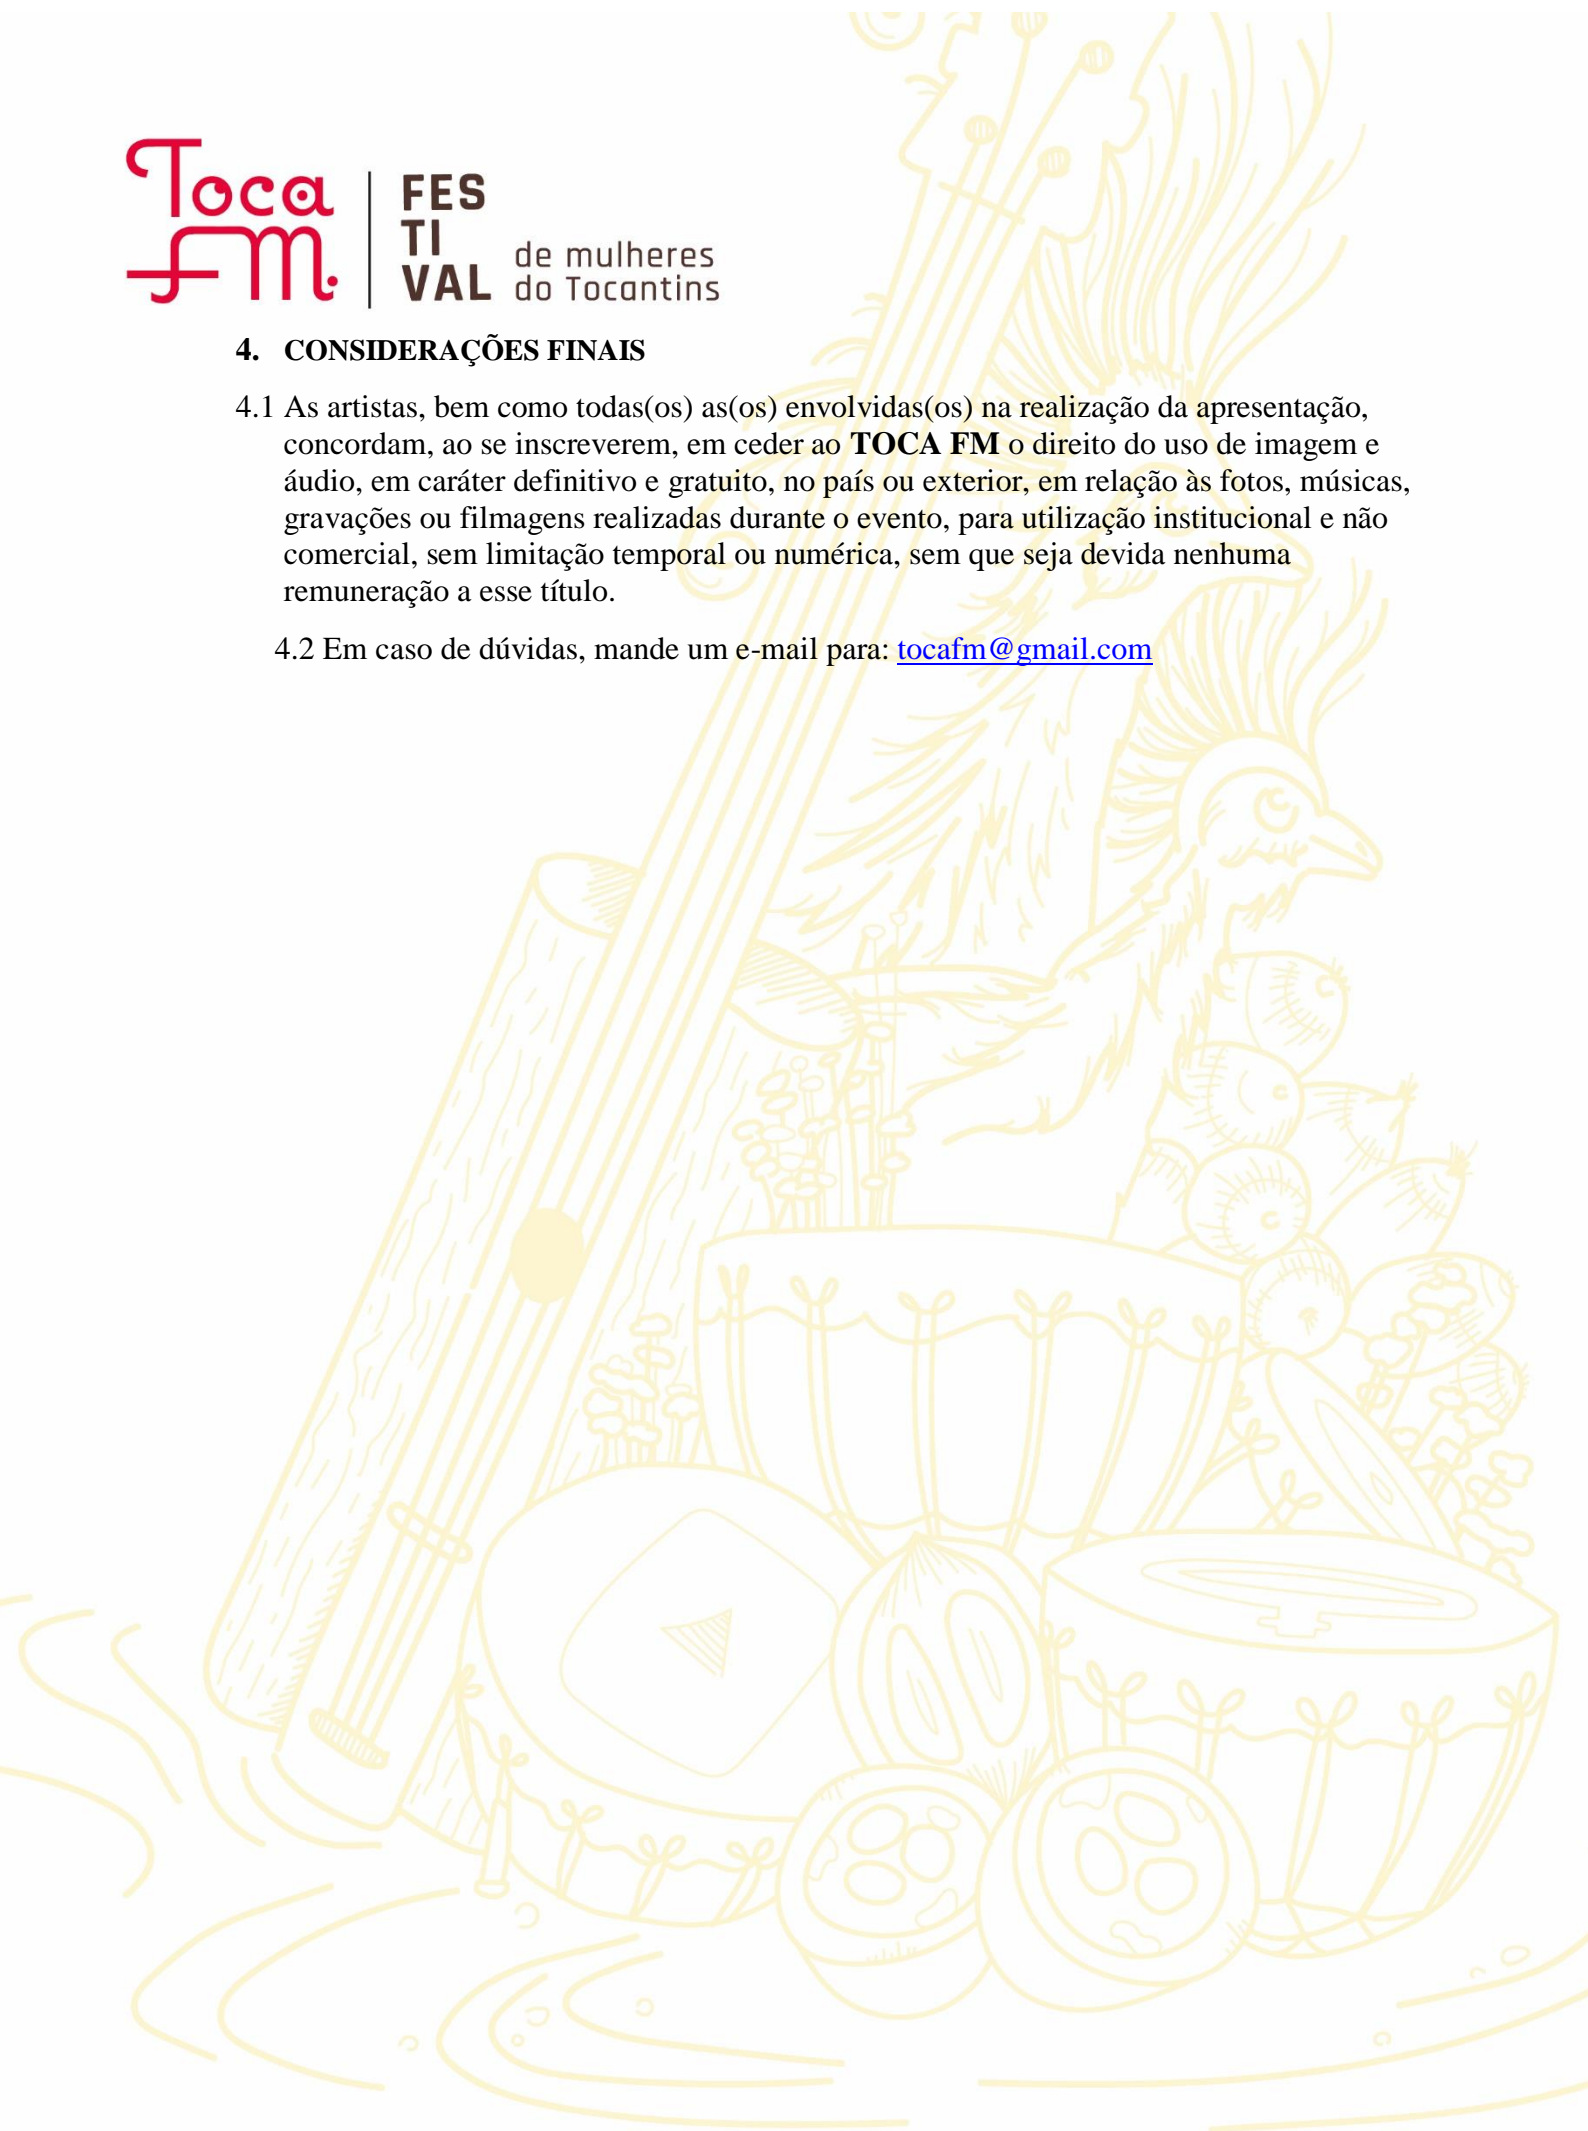 Toca
FM.
FES
TI
VAL
de mulheres
do Tocantins
4. CONSIDERAÇÕES FINAIS
4.1 As artistas, bem como todas(os) as(os) envolvidas(os) na realização da apresentação,
concordam, ao se inscreverem, em ceder ao TOCA FM o direito do uso de imagem e
áudio, em caráter definitivo e gratuito, no país ou exterior, em relação às fotos, músicas,
gravações ou filmagens realizadas durante o evento, para utilização institucional e não
comercial, sem limitação temporal ou numérica, sem que seja devida nenhuma
remuneração a esse título.
4.2 Em caso de dúvidas, mande um e-mail para: tocafm@gmail.com